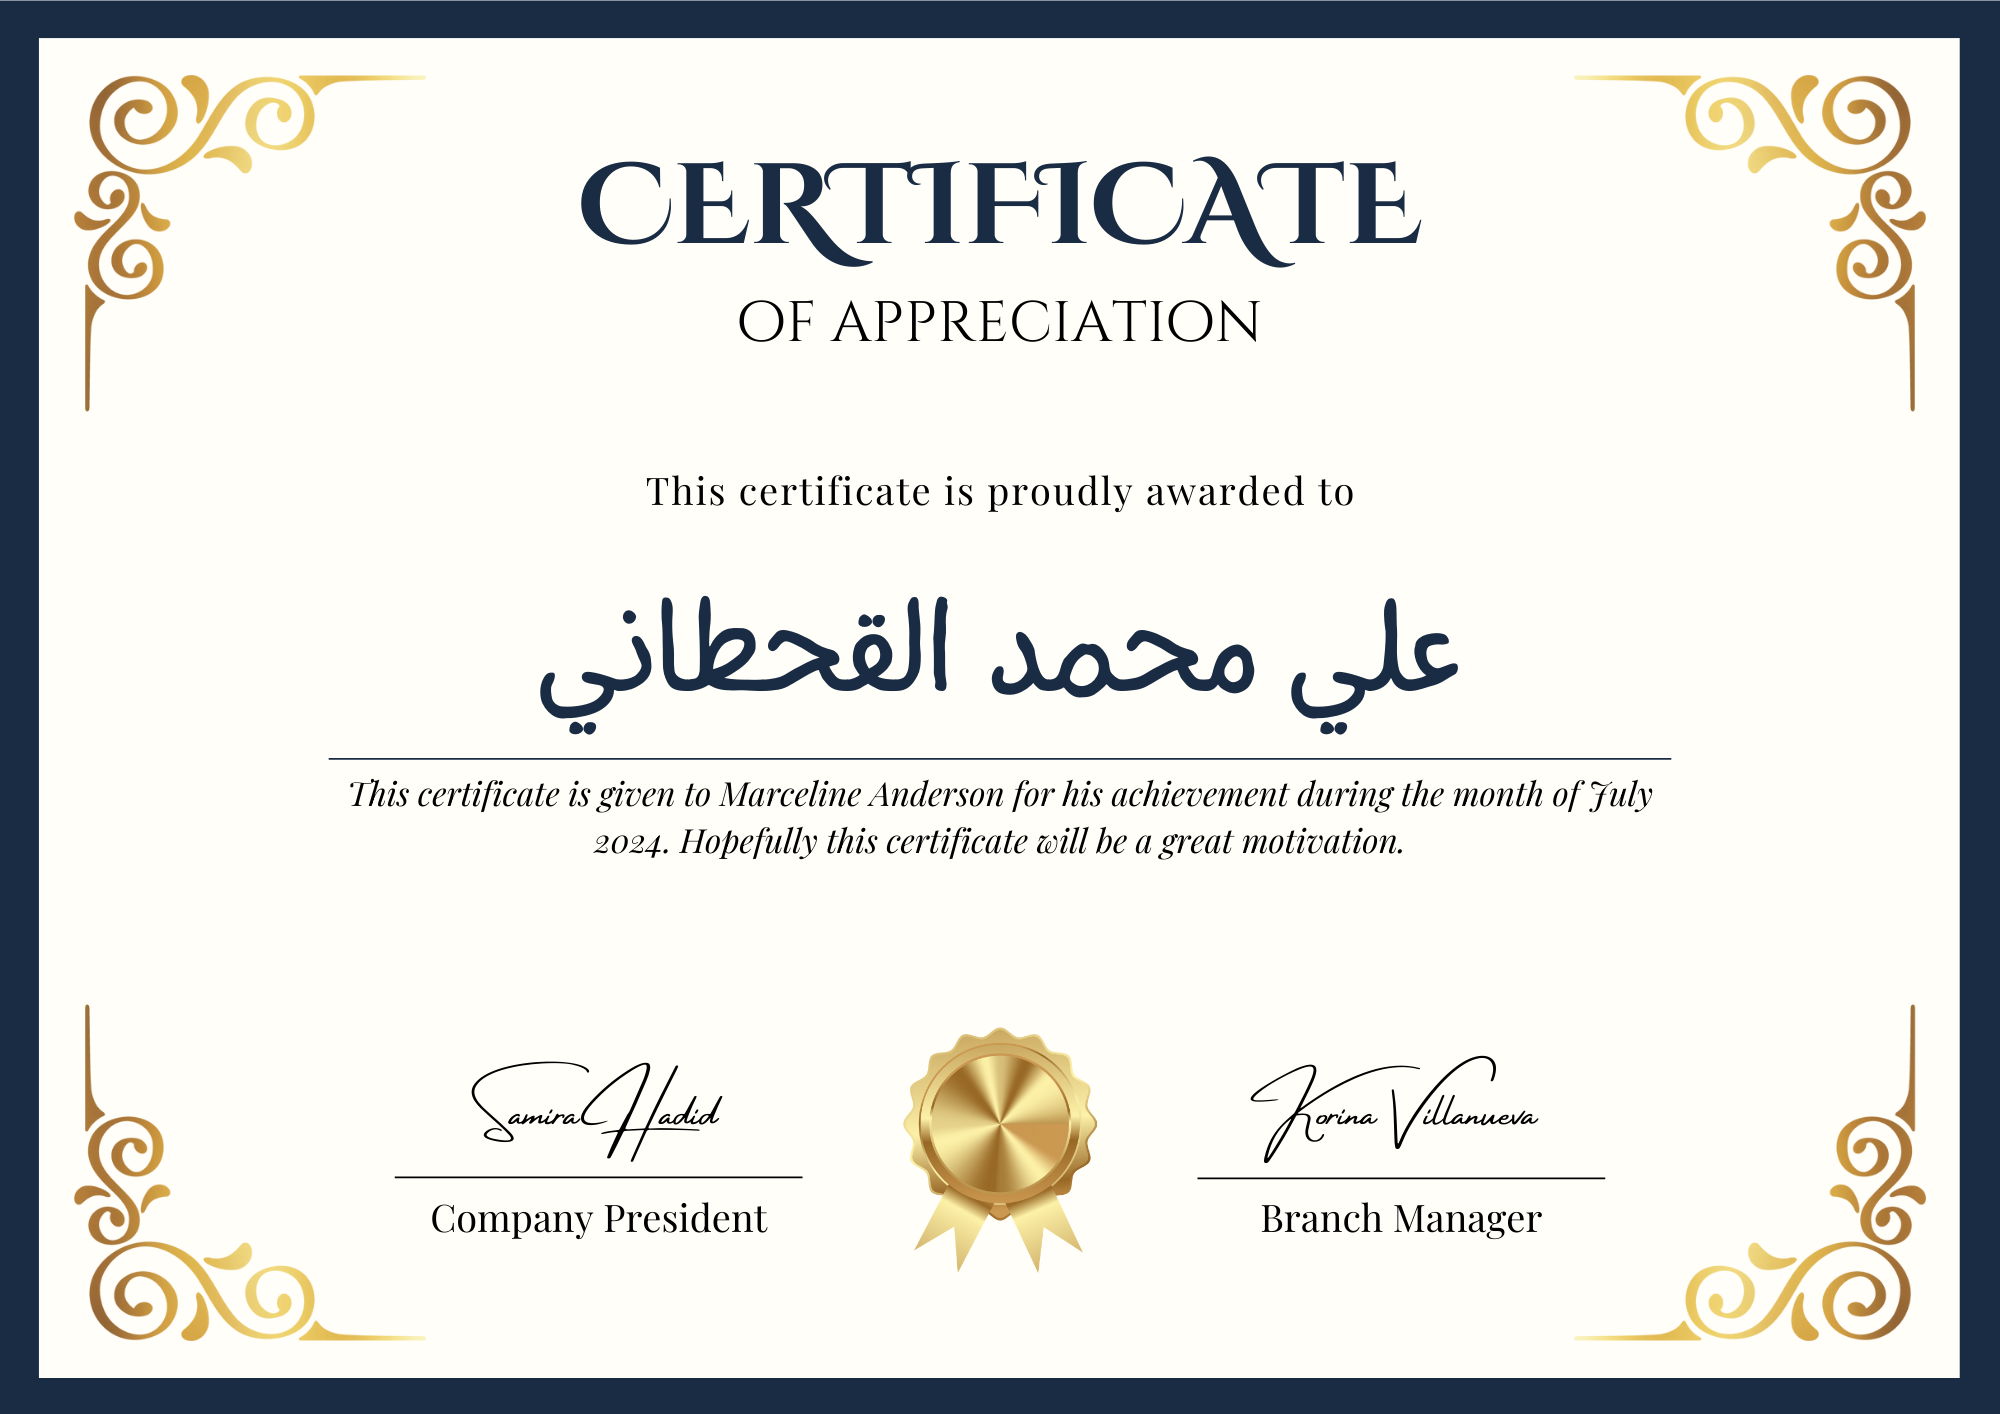 CERTIFICATE
OF APPRECIATION
This certificate is proudly awarded to
علي محمد القحطاني
This certificate is given to Marceline Anderson for his achievement during the month of July
2024. Hopefully this certificate will be a great motivation.
Samira Hadid
Korina Villanueva
Company President
Branch Manager